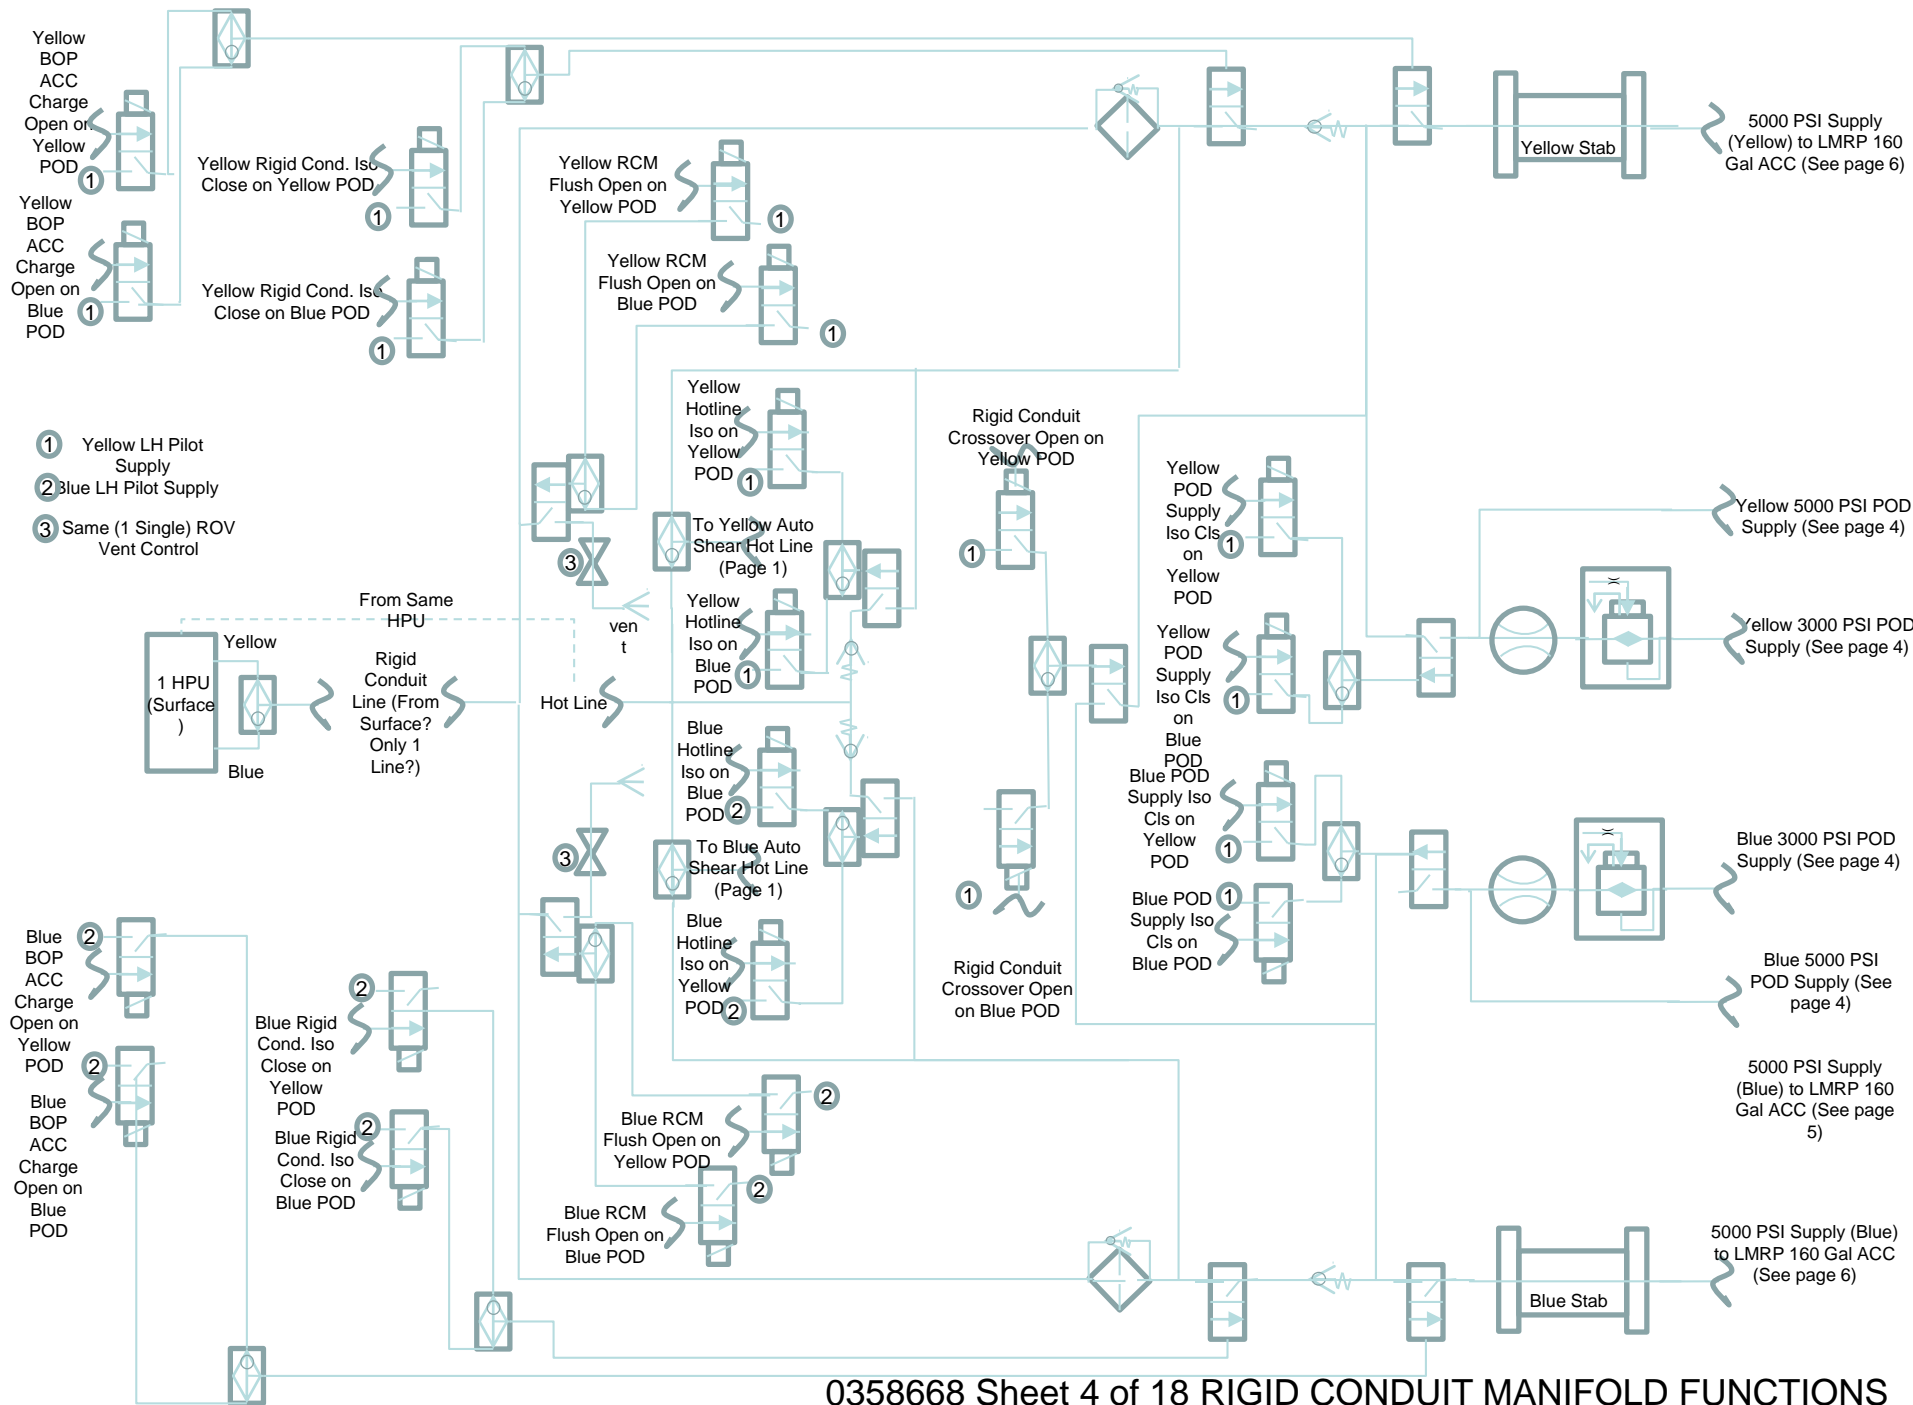 Yellow
BOP
ACC
Charge
Open on
Yellow
POD
1
Yellow
BOP
ACC
Charge
Open on
Blue
POD
1
Yellow Rigid Cond. Iso
Close on Yellow POD
1
Yellow Rigid Cond. Iso
Close on Blue POD
1
Yellow RCM
Flush Open on
Yellow POD
1
Yellow RCM
Flush Open on
Blue POD
1
Yellow Stab
5000 PSI Supply
(Yellow) to LMRP 160
Gal ACC (See page 6)
1 Yellow LH Pilot
Supply
2 Blue LH Pilot Supply
3 Same (1 Single) ROV
Vent Control
Yellow
Hotline
Iso on
Yellow
POD
1
3
To Yellow Auto
Shear Hot Line
(Page 1)
Yellow
Hotline
Iso on
Blue
POD
1
ven
t
Rigid Conduit
Crossover Open on
Yellow POD
1
Yellow
POD
Supply
Iso Cls
on
Yellow
POD
1
Yellow
POD
Supply
Iso Cls
on
Blue
POD
1
Yellow 5000 PSI POD
Supply (See page 4)
Yellow 3000 PSI POD
Supply (See page 4)
From Same
HPU
1 HPU
(Surface
)
Yellow
Blue
Rigid
Conduit
Line (From
Surface?
Only 1
Line?)
Hot Line
Blue
Hotline
Iso on
Blue
POD
2
3
To Blue Auto
Shear Hot Line
(Page 1)
Blue
Hotline
Iso on
Yellow
POD
2
1
Rigid Conduit
Crossover Open
on Blue POD
Blue POD
Supply Iso
Cls on
Yellow
POD
1
Blue POD
Supply Iso
Cls on
Blue POD
1
Blue 3000 PSI POD
Supply (See page 4)
Blue 5000 PSI
POD Supply (See
page 4)
5000 PSI Supply
(Blue) to LMRP 160
Gal ACC (See page
5)
Blue
BOP
ACC
Charge
Open on
Yellow
POD
2
Blue
BOP
ACC
Charge
Open on
Blue
POD
2
Blue Rigid
Cond. Iso
Close on
Yellow
POD
2
Blue Rigid
Cond. Iso
Close on
Blue POD
2
Blue RCM
Flush Open on
Yellow POD
2
Blue RCM
Flush Open on
Blue POD
2
Blue Stab
5000 PSI Supply (Blue)
to LMRP 160 Gal ACC
(See page 6)
0358668 Sheet 4 of 18 RIGID CONDUIT MANIFOLD FUNCTIONS